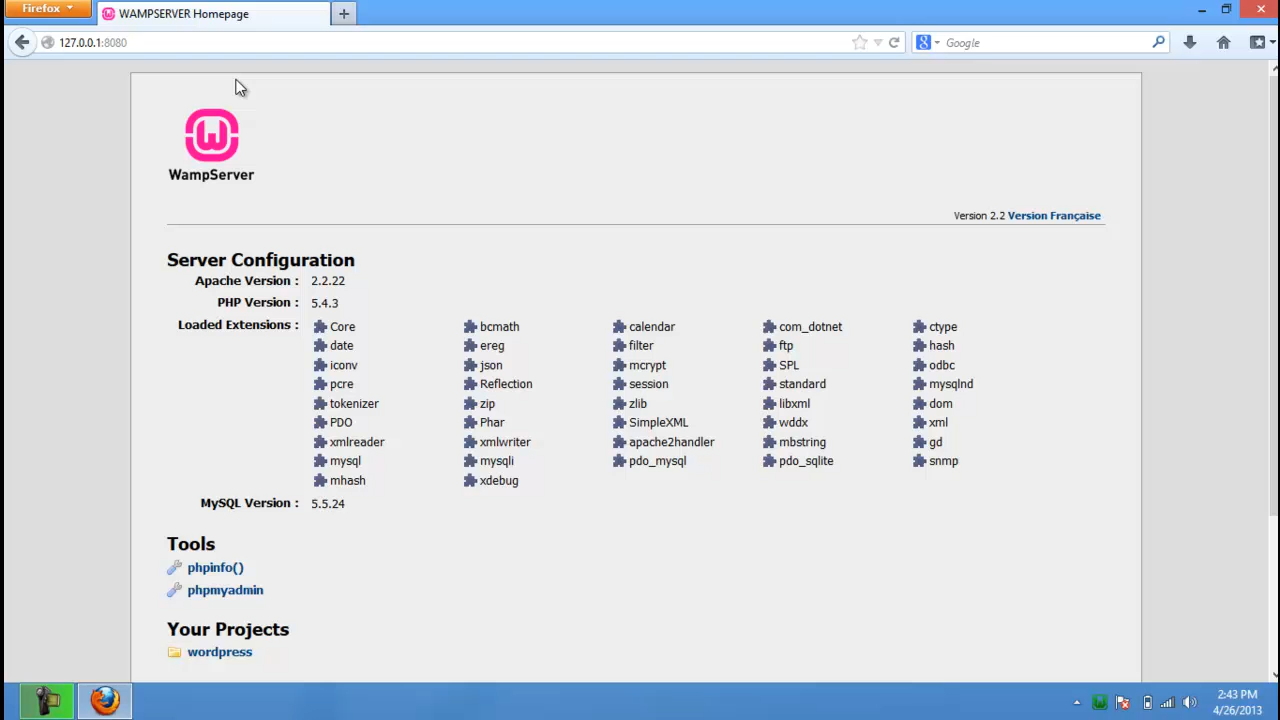 Firefox
WAMPSERVER Homepage
127.0.0.1:8080
Google
WampServer
Version 2.2 Version Française
Server Configuration
Apache Version : 2.2.22
PHP Version : 5.4.3
Loaded Extensions : Core bcmath calendar com_dotnet ctype
date ereg filter ftp hash
iconv json mcrypt SPL odbc
pcre Reflection session standard mysqlnd
tokenizer zip zlib libxml dom
PDO Phar SimpleXML wddx xml
xmlreader xmlwriter apache2handler mbstring gd
mysql mysqli pdo_mysql pdo_sqlite snmp
mhash xdebug
MySQL Version : 5.5.24
Tools
phpinfo()
phpmyadmin
Your Projects
wordpress
2:43 PM
4/26/2013